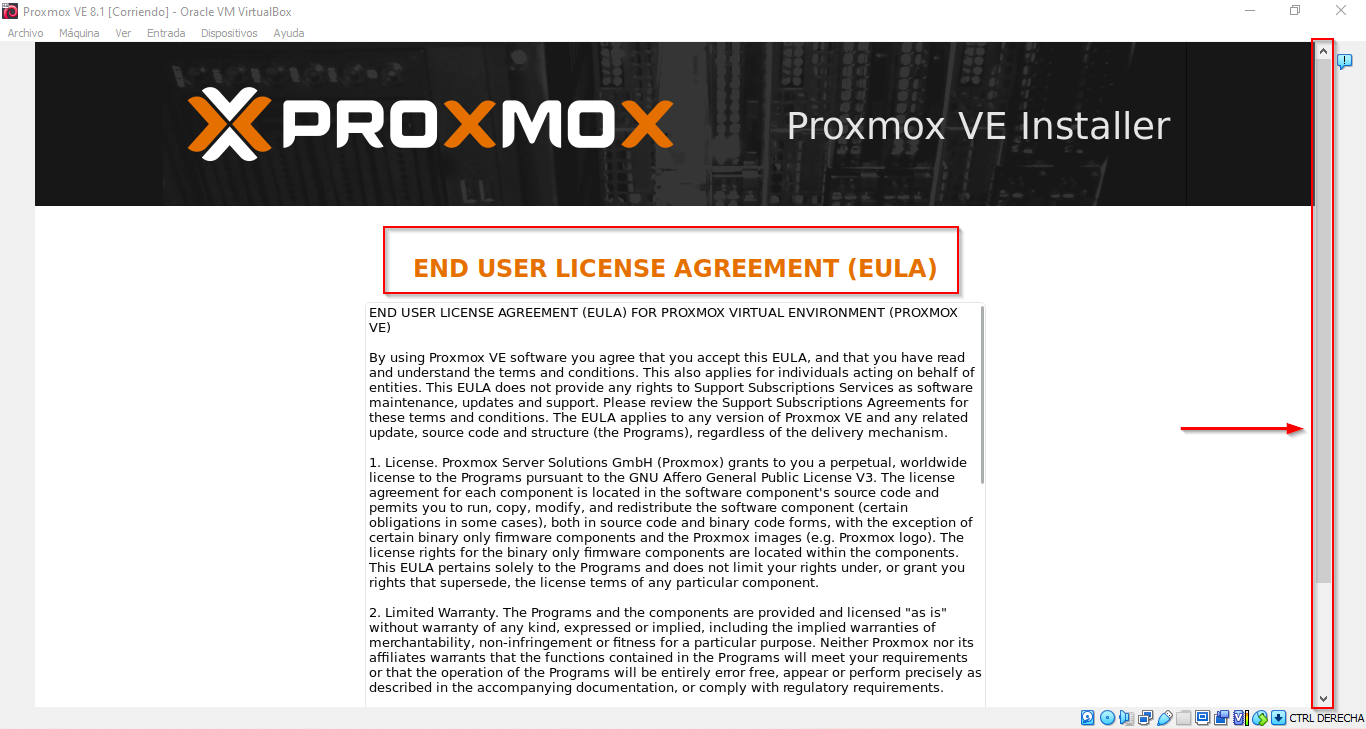 Proxmox VE 8.1 [Corriendo] - Oracle VM VirtualBox
Archivo Máquina Ver Entrada Dispositivos Ayuda
PROXMOX
Proxmox VE Installer
END USER LICENSE AGREEMENT (EULA)
END USER LICENSE AGREEMENT (EULA) FOR PROXMOX VIRTUAL ENVIRONMENT (PROXMOX
VE)
By using Proxmox VE software you agree that you accept this EULA, and that you have read
and understand the terms and conditions. This also applies for individuals acting on behalf of
entities. This EULA does not provide any rights to Support Subscriptions Services as software
maintenance, updates and support. Please review the Support Subscriptions Agreements for
these terms and conditions. The EULA applies to any version of Proxmox VE and any related
update, source code and structure (the Programs), regardless of the delivery mechanism.
1. License. Proxmox Server Solutions GmbH (Proxmox) grants to you a perpetual, worldwide
license to the Programs pursuant to the GNU Affero General Public License V3. The license
agreement for each component is located in the software component's source code and
permits you to run, copy, modify, and redistribute the software component (certain
obligations in some cases), both in source code and binary code forms, with the exception of
certain binary only firmware components and the Proxmox images (e.g. Proxmox logo). The
license rights for the binary only firmware components are located within the components.
This EULA pertains solely to the Programs and does not limit your rights under, or grant you
rights that supersede, the license terms of any particular component.
2. Limited Warranty. The Programs and the components are provided and licensed "as is"
without warranty of any kind, expressed or implied, including the implied warranties of
merchantability, non-infringement or fitness for a particular purpose. Neither Proxmox nor its
affiliates warrants that the functions contained in the Programs will meet your requirements
or that the operation of the Programs will be entirely error free, appear or perform precisely as
described in the accompanying documentation, or comply with regulatory requirements.
CTRL DERECHA